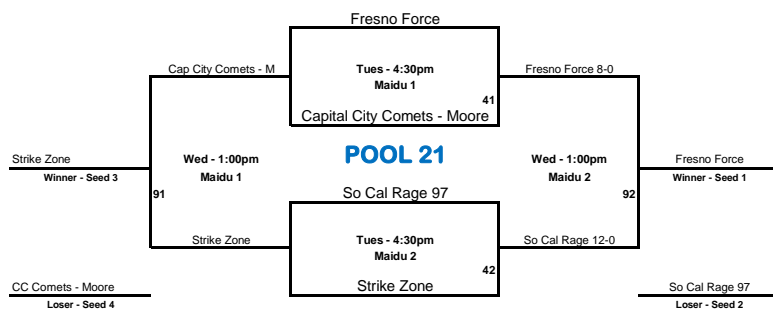 Fresno Force
Cap City Comets - M
Tues - 4:30pm
Fresno Force 8-0
Maidu 1
41
Capital City Comets - Moore
Strike Zone
Wed - 1:00pm
POOL 21
Wed - 1:00pm
Fresno Force
Winner - Seed 3
Maidu 1
Maidu 2
Winner - Seed 1
91
So Cal Rage 97
92
Strike Zone
Tues - 4:30pm
So Cal Rage 12-0
Maidu 2
42
CC Comets - Moore
Strike Zone
So Cal Rage 97
Loser - Seed 4
Loser - Seed 2